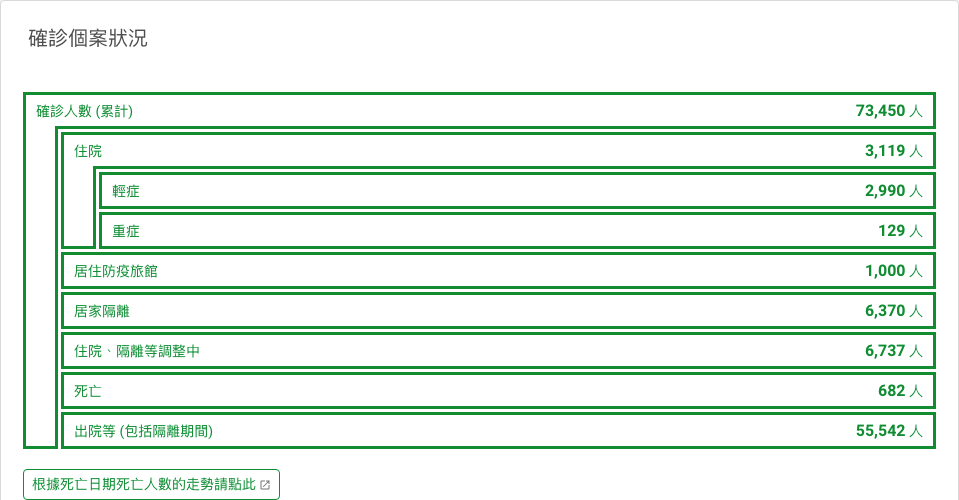 確診個案狀況
確診人數 (累計) 73,450 人
住院 3,119 人
輕症 2,990 人
重症 129 人
居住防疫旅館 1,000 人
居家隔離 6,370 人
住院、隔離等調整中 6,737 人
死亡 682 人
出院等 (包括隔離期間) 55,542 人
根據死亡日期死亡人數的走勢請點此